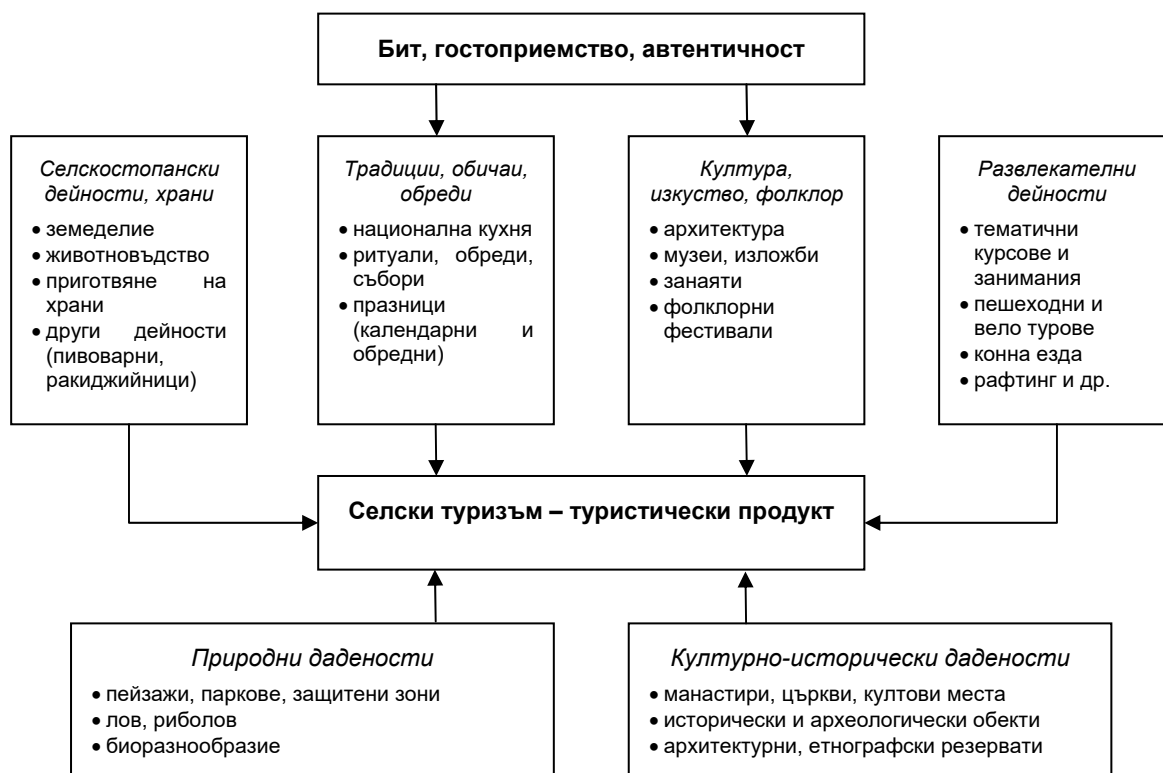 Бит, гостоприемство, автентичност
Селскостопански
дейности, храни
• земеделие
• животновъдство
• приготвяне на
храни
• други дейности
(пивоварни,
ракиджийници)
Традиции, обичаи,
обреди
• национална кухня
• ритуали, обреди,
събори
• празници
(календарни и
обредни)
Култура,
изкуство, фолклор
• архитектура
• музеи, изложби
• занаяти
• фолклорни
фестивали
Развлекателни
дейности
• тематични
курсове и
занимания
• пешеходни и
вело турове
• конна езда
• рафтинг и др.
Селски туризъм – туристически продукт
Природни дадености
• пейзажи, паркове, защитени зони
• лов, риболов
• биоразнообразие
Културно-исторически дадености
• манастири, църкви, култови места
• исторически и археологически обекти
• архитектурни, етнографски резервати